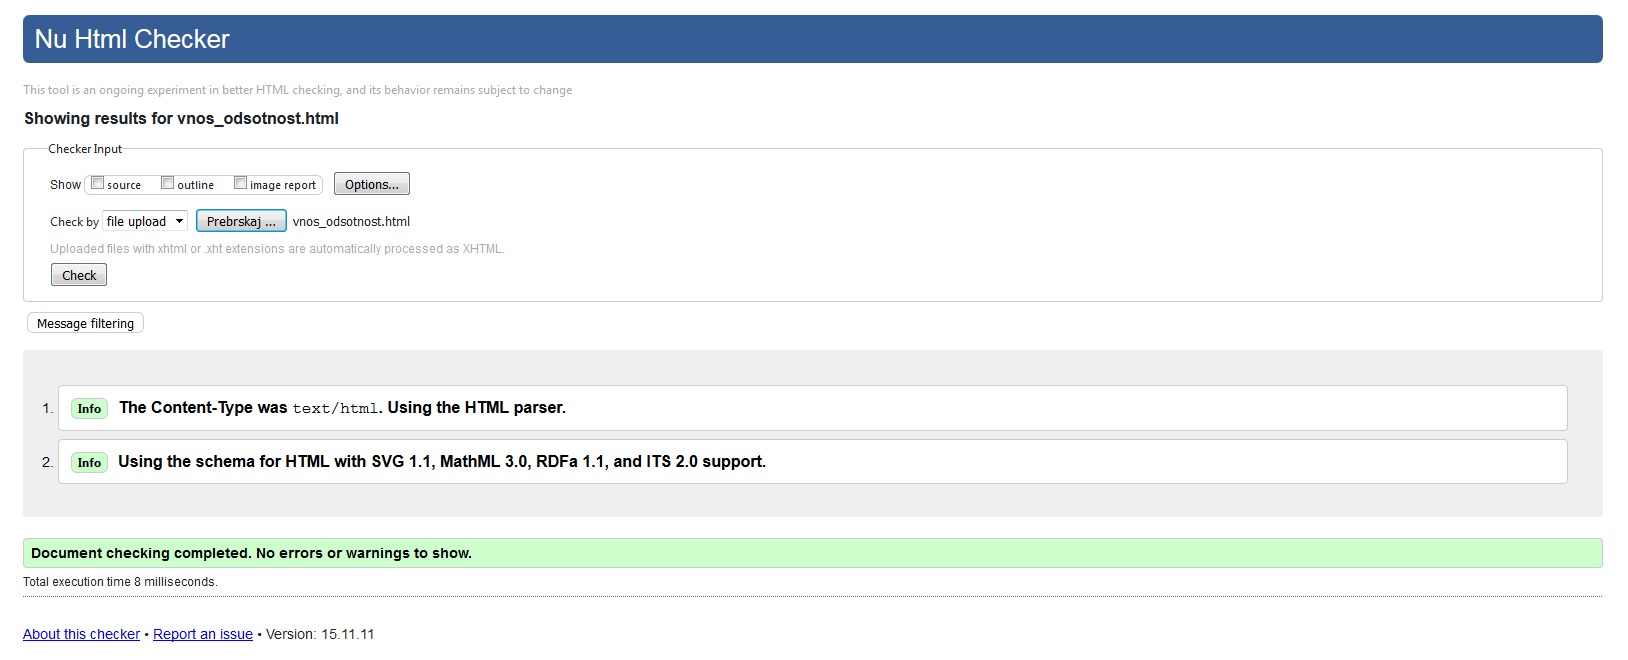 Nu Html Checker
This tool is an ongoing experiment in better HTML checking, and its behavior remains subject to change
Showing results for vnos_odsotnost.html
Checker Input
Show source outline image report Options...
Check by file upload Prebrskaj ... vnos_odsotnost.html
Uploaded files with xhtml or .xht extensions are automatically processed as XHTML.
Check
Message filtering
1. Info The Content-Type was text/html. Using the HTML parser.
2. Info Using the schema for HTML with SVG 1.1, MathML 3.0, RDFa 1.1, and ITS 2.0 support.
Document checking completed. No errors or warnings to show.
Total execution time 8 milliseconds.
About this checker • Report an issue • Version: 15.11.11